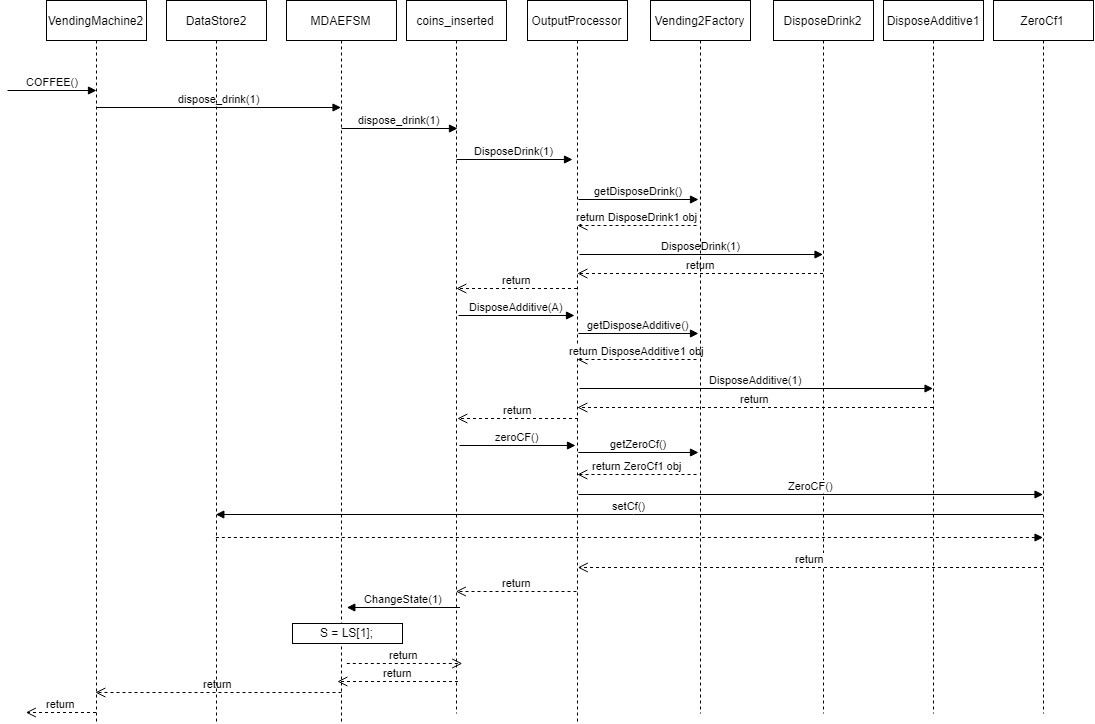 VendingMachine2
DataStore2
MDAEFSM
coins_inserted
OutputProcessor
Vending2Factory
DisposeDrink2
DisposeAdditive1
ZeroCf1
COFFEE()
dispose_drink(1)
dispose_drink(1)
DisposeDrink(1)
getDisposeDrink()
return DisposeDrink1 obj
DisposeDrink(1)
return
return
DisposeAdditive(A)
getDisposeAdditive()
return DisposeAdditive1 obj
DisposeAdditive(1)
return
return
zeroCF()
getZeroCf()
return ZeroCf1 obj
ZeroCF()
setCf()
return
return
ChangeState(1)
S = LS[1];
return
return
return
return